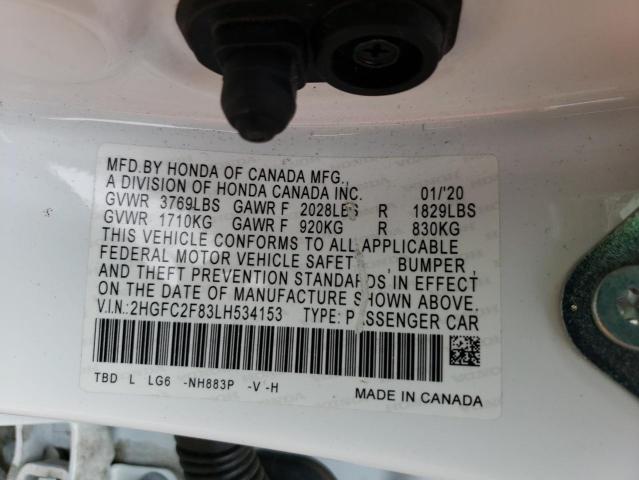 MFD.BY HONDA OF CANADA MFG.,
A DIVISION OF HONDA CANADA INC. 01/'20
GVWR 3769LBS GAWR F 2028LBS R 1829LBS
GVWR 1710KG GAWR F 920KG R 830KG
THIS VEHICLE CONFORMS TO ALL APPLICABLE
FEDERAL MOTOR VEHICLE SAFET , BUMPER ,
AND THEFT PREVENTION STANDARDS IN EFFECT
ON THE DATE OF MANUFACTURE SHOWN ABOVE.
V.I.N.:2HGFC2F83LH534153 TYPE: PASSENGER CAR
TBD L LG6 -NH883P -V -H
MADE IN CANADA